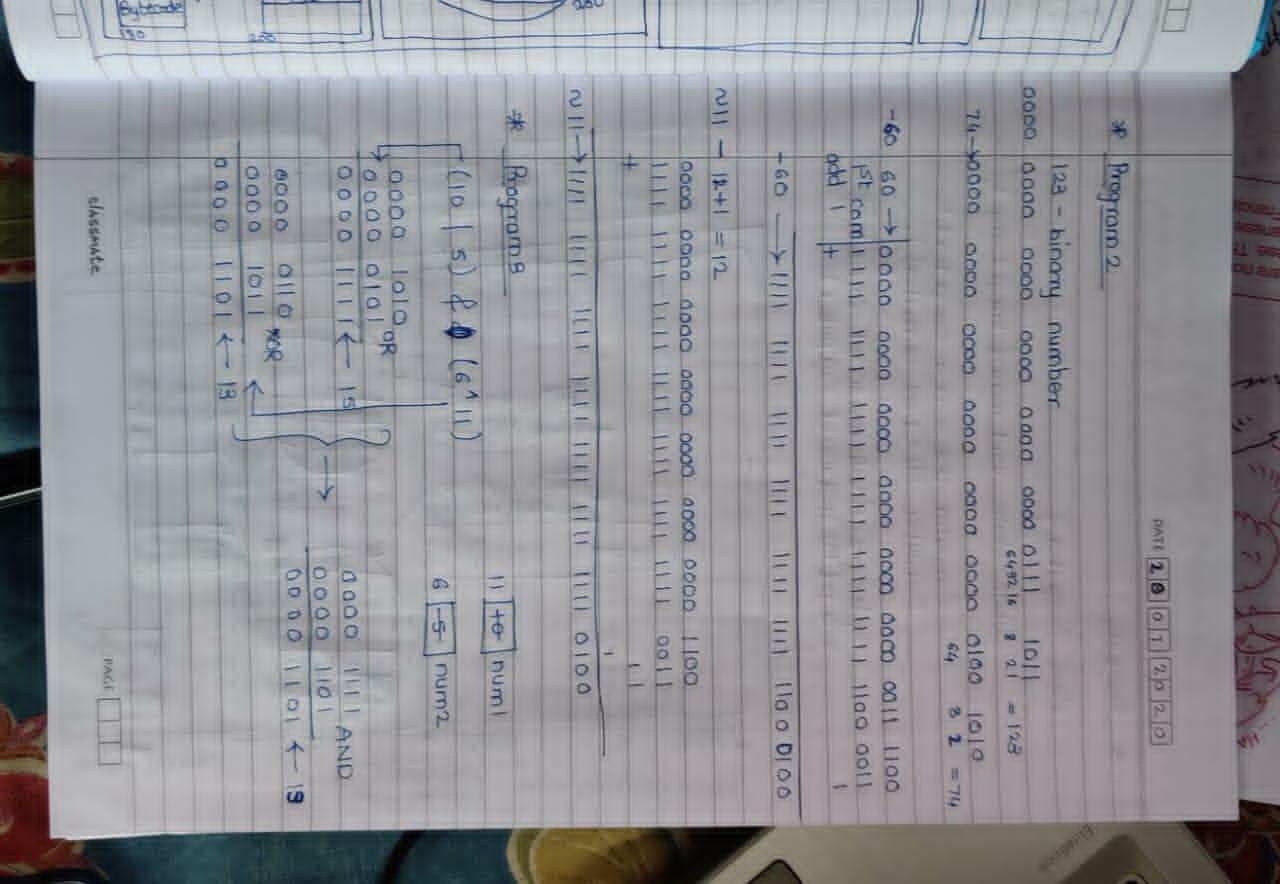 DATE 2 8 0 1 2 0 2 0
* Program 2
123 - binary number
0000 0000 0000 0000 0000 0000 0111 1011
64 32 16 8 2 1 = 123
74→ 0000 0000 0000 0000 0000 0000 0100 1010
64 8 2 = 74
-60 60 → 0000 0000 0000 0000 0000 0000 0011 1100
1st com 1111 1111 1111 1111 1111 1111 1100 0011
add 1 + 1
-60 → 1111 1111 1111 1111 1111 1111 1100 0100
~11 - 12+1 = 12
0000 0000 0000 0000 0000 0000 0000 1100
1111 1111 1111 1111 1111 1111 1111 0011
+ 1 1
~11 → 1111 1111 1111 1111 1111 1111 1111 0100
* Program 8
11 +6 num1
(10 | 5) & (6 ^ 11)
6 -5 num2
0000 1010 OR
0000 0101
0000 1111 ← 15
0000 1111 AND
0000 1101
0000 1101 ← 13
0000 0110 XOR
0000 1011
0000 1101 ← 13
classmate
PAGE
Bytecode